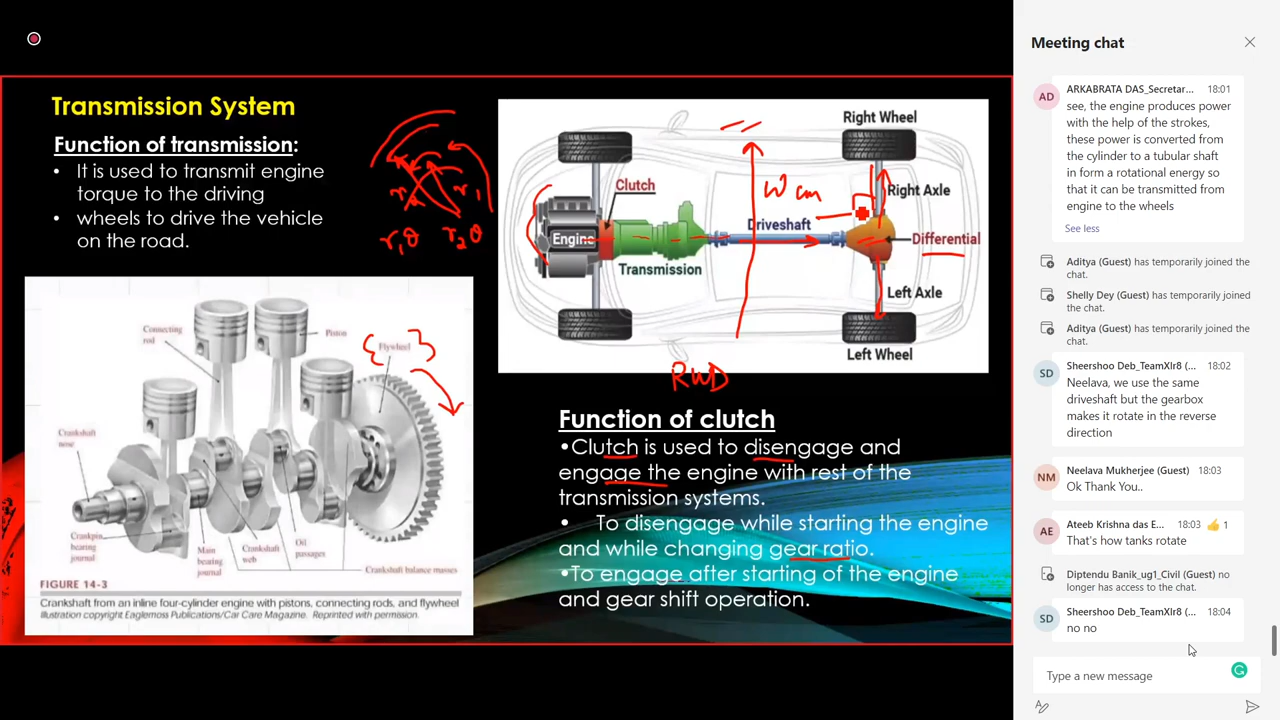 Transmission System
Function of transmission:
• It is used to transmit engine
torque to the driving
• wheels to drive the vehicle
on the road.
r1
r1θ
r2θ
Right Wheel
Clutch
Right Axle
W cm
Driveshaft
Engine
Differential
Transmission
Left Axle
Left Wheel
RWD
Connecting
rod
Piston
Flywheel
Crankshaft
nose
Crankpin
bearing
journal
Main
bearing
journal
Crankshaft
web
Oil
passages
Crankshaft balance masses
FIGURE 14-3
Crankshaft from an inline four-cylinder engine with pistons, connecting rods, and flywheel
Illustration copyright Eaglemoss Publications/Car Care Magazine. Reprinted with permission.
Function of clutch
•Clutch is used to disengage and
engage the engine with rest of the
transmission systems.
• To disengage while starting the engine
and while changing gear ratio.
•To engage after starting of the engine
and gear shift operation.
Meeting chat
AD
ARKABRATA DAS_Secretar... 18:01
see, the engine produces power
with the help of the strokes,
for
the cylinder to a tubular shaft
in form a rotational energy so
that it can be transmitted from
engine to the wheels
See less
Aditya (Guest) has temporarily joined the
chat.
Shelly Dey (Guest) has temporarily joined
the chat.
Aditya (Guest) has temporarily joined the
chat.
SD
Sheershoo Deb_TeamXlr8 (... 18:02
Neelava, we use the same
driveshaft but the gearbox
makes it rotate in the reverse
direction
NM
Neelava Mukherjee (Guest) 18:03
Ok Thank You..
AE
Ateeb Krishna das E... 18:03 👍
That's how tanks rotate
Diptendu Banik_ug1_Civil (Guest) no
longer has access to the chat.
SD
Sheershoo Deb_TeamXlr8 (... 18:04
no no
Type a new message